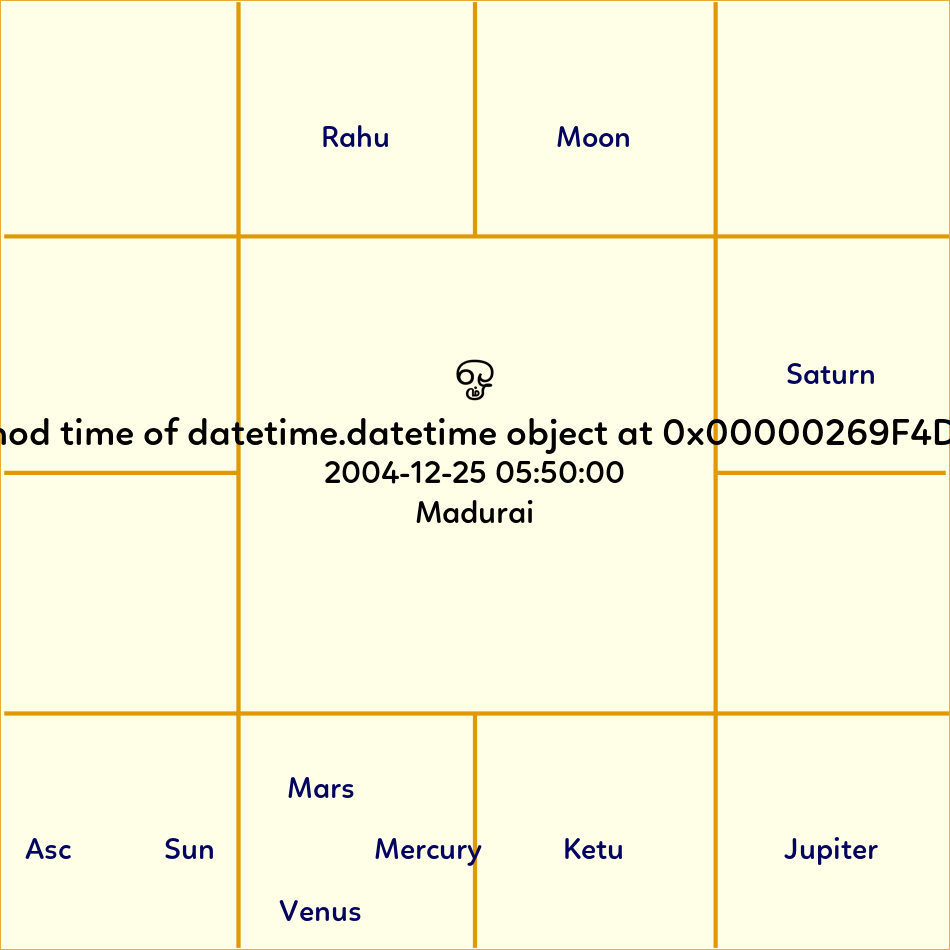 Rahu Moon
ௐ
Saturn
nod time of datetime.datetime object at 0x00000269F4D
2004-12-25 05:50:00
Madurai
Mars
Asc Sun Mercury Ketu Jupiter
Venus